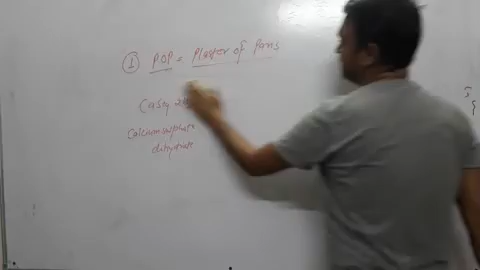 ① POP = Plaster of Paris
Calcium sulphate
dihydrate